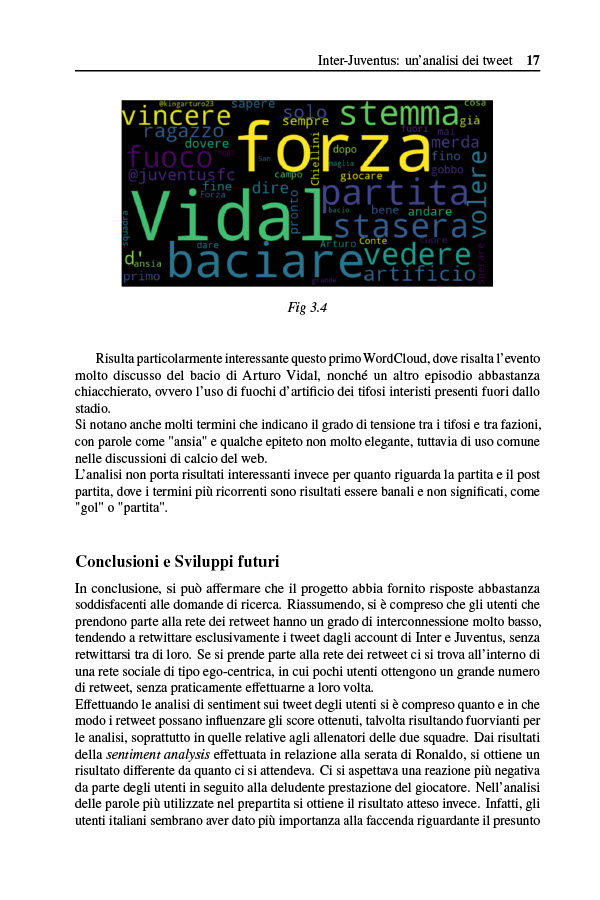 Inter-Juventus: un'analisi dei tweet 17
@kingarturo23 sapere cosa
vincere solo stemma già
ragazzo sempre fuori mai
dovere forza merda
fuoco Chiellini dopo fino
San maglia gobbo
@juventusfc campo giocare
fine dire partita volere
Forza pronto bacio bene andare
Vidal stasera
squadra dare Arturo Conte cuore
d' ansia baciare vedere sperare
primo grande artificio
Fig 3.4
Risulta particolarmente interessante questo primo WordCloud, dove risalta l'evento
molto discusso del bacio di Arturo Vidal, nonché un altro episodio abbastanza
chiacchierato, ovvero l'uso di fuochi d'artificio dei tifosi interisti presenti fuori dallo
stadio.
Si notano anche molti termini che indicano il grado di tensione tra i tifosi e tra fazioni,
con parole come "ansia" e qualche epiteto non molto elegante, tuttavia di uso comune
nelle discussioni di calcio del web.
L'analisi non porta risultati interessanti invece per quanto riguarda la partita e il post
partita, dove i termini più ricorrenti sono risultati essere banali e non significati, come
"gol" o "partita".
Conclusioni e Sviluppi futuri
In conclusione, si può affermare che il progetto abbia fornito risposte abbastanza
soddisfacenti alle domande di ricerca. Riassumendo, si è compreso che gli utenti che
prendono parte alla rete dei retweet hanno un grado di interconnessione molto basso,
tendendo a retwittare esclusivamente i tweet dagli account di Inter e Juventus, senza
retwittarsi tra di loro. Se si prende parte alla rete dei retweet ci si trova all'interno di
una rete sociale di tipo ego-centrica, in cui pochi utenti ottengono un grande numero
di retweet, senza praticamente effettuarne a loro volta.
Effettuando le analisi di sentiment sui tweet degli utenti si è compreso quanto e in che
modo i retweet possano influenzare gli score ottenuti, talvolta risultando fuorvianti per
le analisi, soprattutto in quelle relative agli allenatori delle due squadre. Dai risultati
della sentiment analysis effettuata in relazione alla serata di Ronaldo, si ottiene un
risultato differente da quanto ci si attendeva. Ci si aspettava una reazione più negativa
da parte degli utenti in seguito alla deludente prestazione del giocatore. Nell'analisi
delle parole più utilizzate nel prepartita si ottiene il risultato atteso invece. Infatti, gli
utenti italiani sembrano aver dato più importanza alla faccenda riguardante il presunto